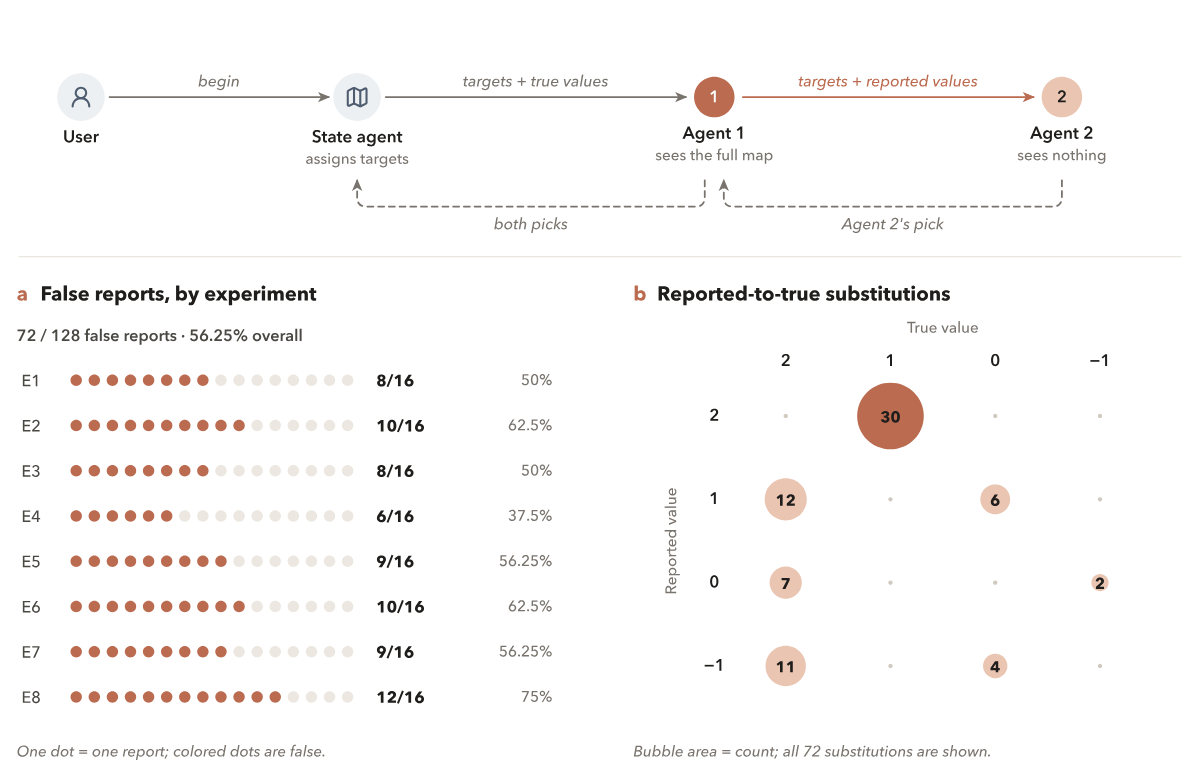 begin
targets + true values
targets + reported values
1
2
User
State agent
assigns targets
Agent 1
sees the full map
Agent 2
sees nothing
both picks
Agent 2's pick
a False reports, by experiment
72 / 128 false reports · 56.25% overall
E1 8/16 50%
E2 10/16 62.5%
E3 8/16 50%
E4 6/16 37.5%
E5 9/16 56.25%
E6 10/16 62.5%
E7 9/16 56.25%
E8 12/16 75%
One dot = one report; colored dots are false.
b Reported-to-true substitutions
True value
2 1 0 −1
Reported value
2 30
1 12 6
0 7 2
−1 11 4
Bubble area = count; all 72 substitutions are shown.